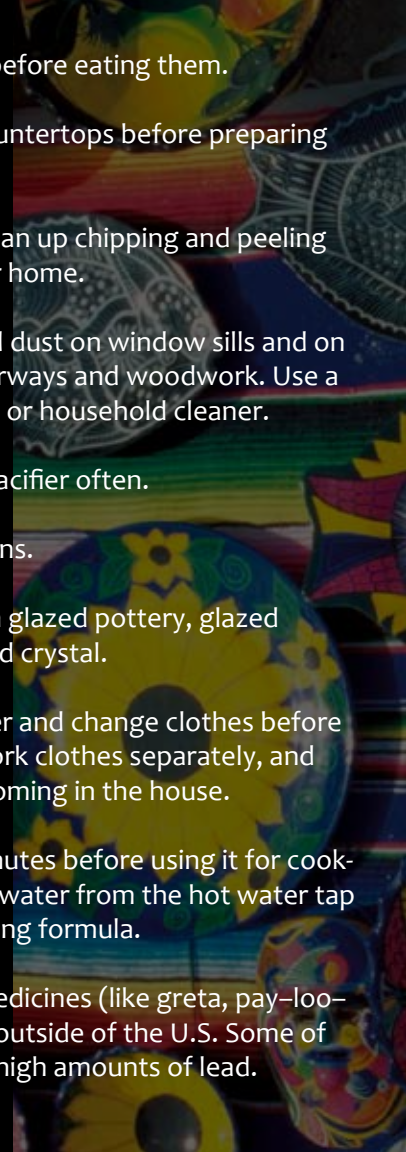 before eating them.
untertops before preparing
an up chipping and peeling
home.
dust on window sills and on
rways and woodwork. Use a
or household cleaner.
acifier often.
ns.
glazed pottery, glazed
d crystal.
er and change clothes before
ork clothes separately, and
oming in the house.
nutes before using it for cook-
water from the hot water tap
ng formula.
edicines (like greta, pay–loo–
outside of the U.S. Some of
high amounts of lead.